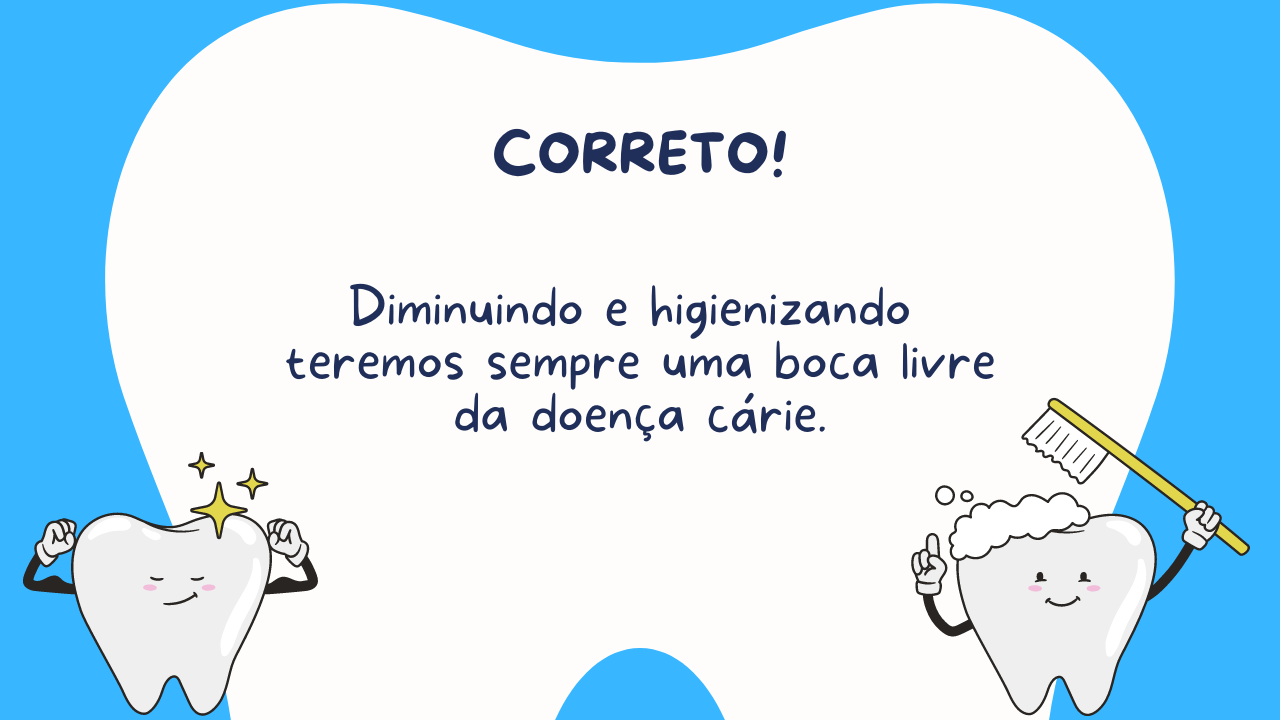 CORRETO!
Diminuindo e higienizando
teremos sempre uma boca livre
da doença cárie.